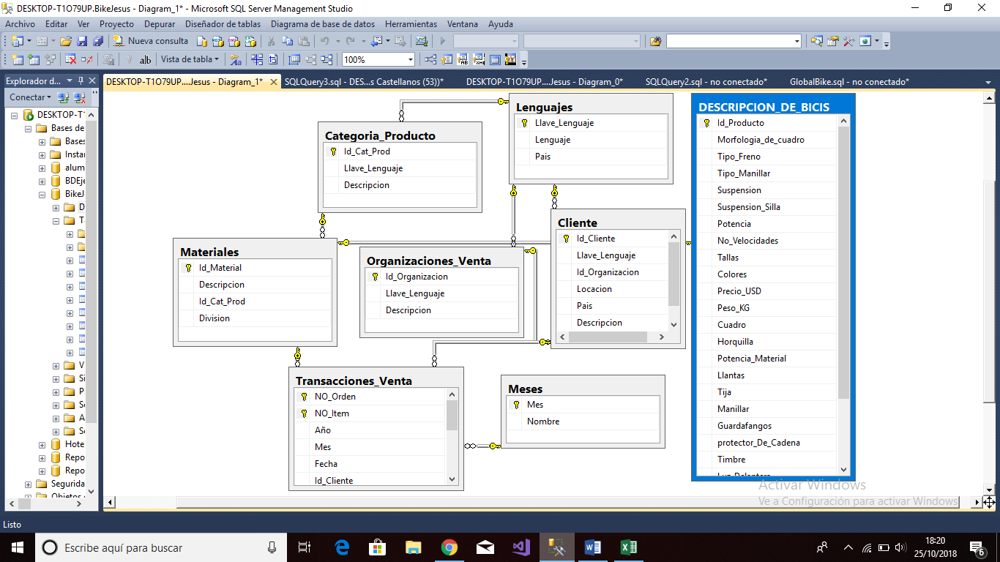 DESKTOP-T1O79UP.BikeJesus - Diagram_1* - Microsoft SQL Server Management Studio
Archivo Editar Ver Proyecto Depurar Diseñador de tablas Diagrama de base de datos Herramientas Ventana Ayuda
Nueva consulta
Vista de tabla 100%
Explorador d...
DESKTOP-T1O79UP....Jesus - Diagram_1* SQLQuery3.sql - DES...s Castellanos (53))* DESKTOP-T1O79UP....Jesus - Diagram_0* SQLQuery2.sql - no conectado* GlobalBike.sql - no conectado*
Conectar
DESKTOP-T1
Bases de
Bases
Insta
alum
BDEje
BikeJ
D
T
V
Si
P
Se
A
Se
Hote
Repo
Repo
Segurida
Objetos
Categoria_Producto
Id_Cat_Prod
Llave_Lenguaje
Descripcion
Lenguajes
Llave_Lenguaje
Lenguaje
Pais
DESCRIPCION_DE_BICIS
Id_Producto
Morfologia_de_cuadro
Tipo_Freno
Tipo_Manillar
Suspension
Suspension_Silla
Potencia
No_Velocidades
Tallas
Colores
Precio_USD
Peso_KG
Cuadro
Horquilla
Potencia_Material
Llantas
Tija
Manillar
Guardafangos
protector_De_Cadena
Timbre
Luz_Delantera
Cliente
Id_Cliente
Llave_Lenguaje
Id_Organizacion
Locacion
Pais
Descripcion
Materiales
Id_Material
Descripcion
Id_Cat_Prod
Division
Organizaciones_Venta
Id_Organizacion
Llave_Lenguaje
Descripcion
Transacciones_Venta
NO_Orden
NO_Item
Año
Mes
Fecha
Id_Cliente
Meses
Mes
Nombre
Activar Windows
Ve a Configuración para activar Windows
Listo
Escribe aquí para buscar
18:20
25/10/2018
6